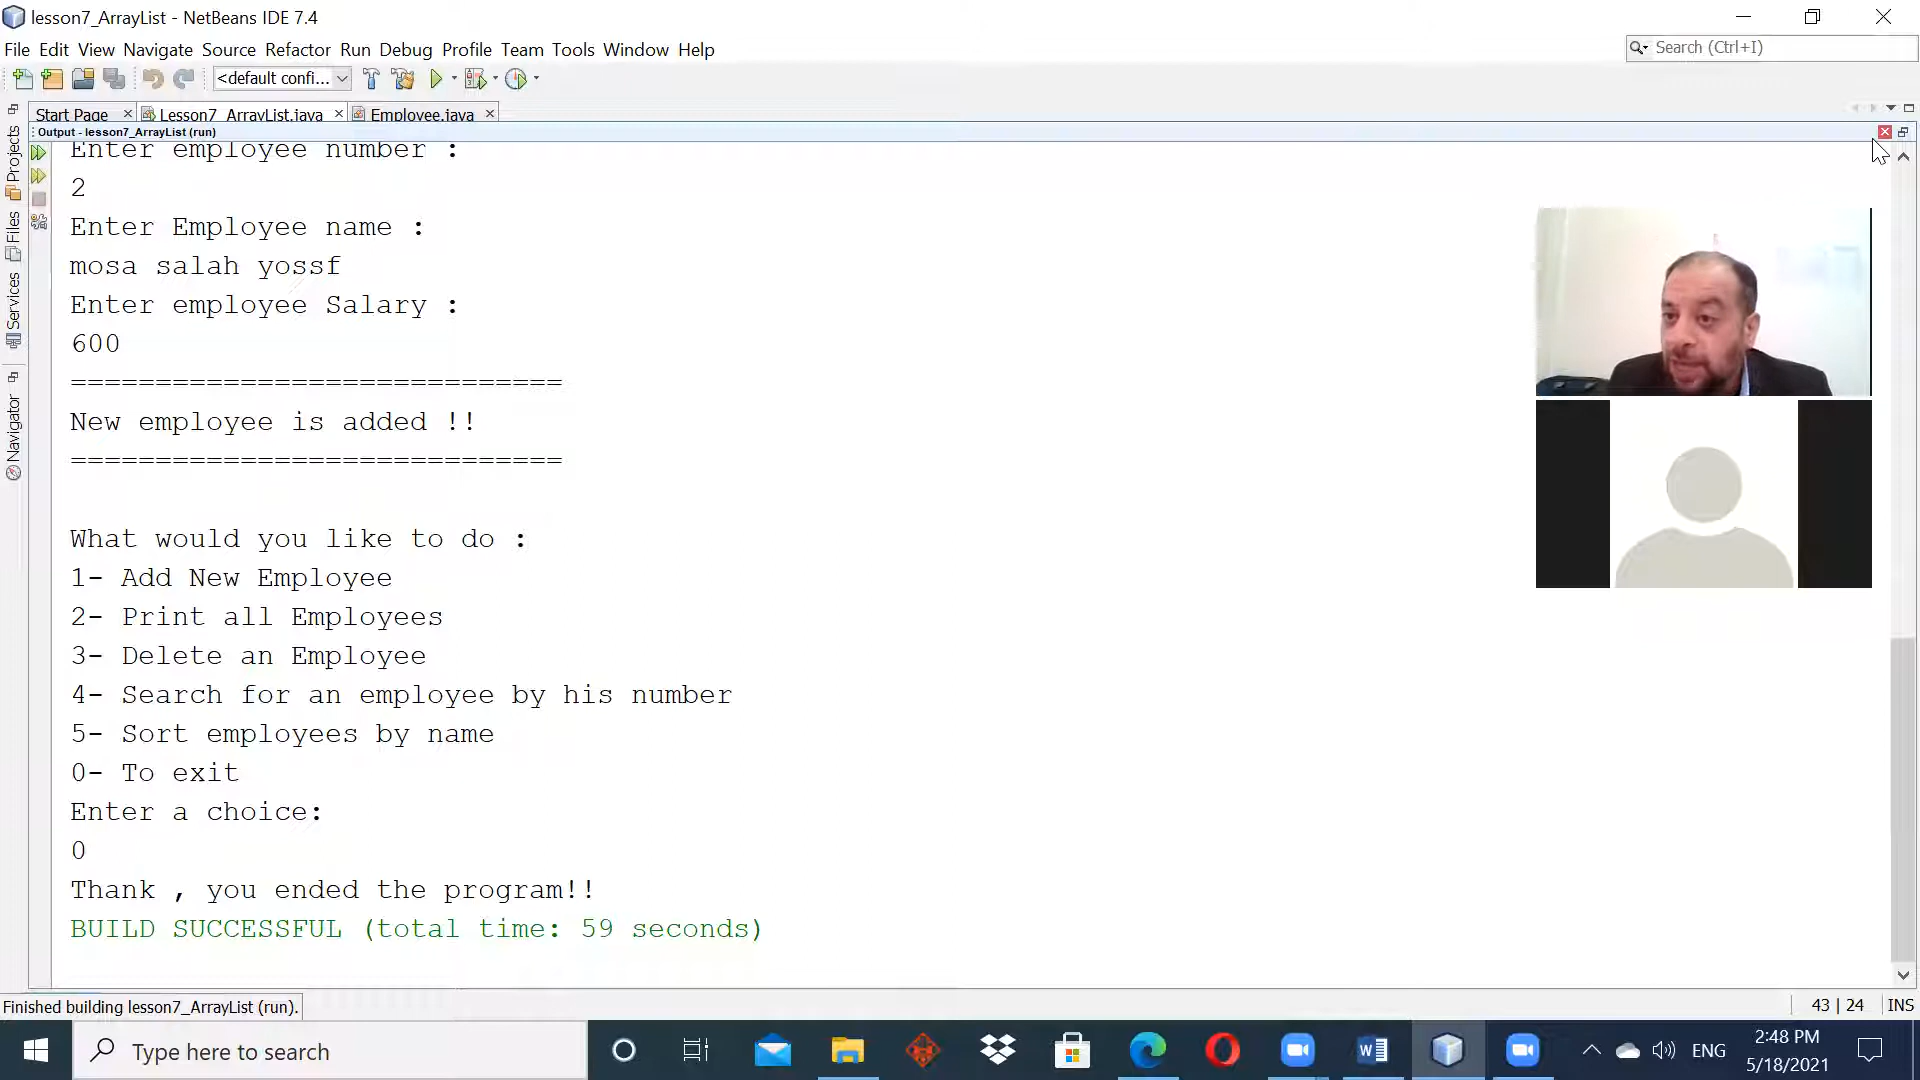 lesson7_ArrayList - NetBeans IDE 7.4
File Edit View Navigate Source Refactor Run Debug Profile Team Tools Window Help
Search (Ctrl+I)
<default confi...
Start Page Lesson7_ArrayList.java Employee.java
Output - lesson7_ArrayList (run)
Projects
Files
Services
Navigator
Enter employee number :
2
Enter Employee name :
mosa salah yossf
Enter employee Salary :
600
=============================
New employee is added !!
=============================
What would you like to do :
1- Add New Employee
2- Print all Employees
3- Delete an Employee
4- Search for an employee by his number
5- Sort employees by name
0- To exit
Enter a choice:
0
Thank , you ended the program!!
BUILD SUCCESSFUL (total time: 59 seconds)
Finished building lesson7_ArrayList (run).
43 | 24 INS
Type here to search
ENG
2:48 PM
5/18/2021